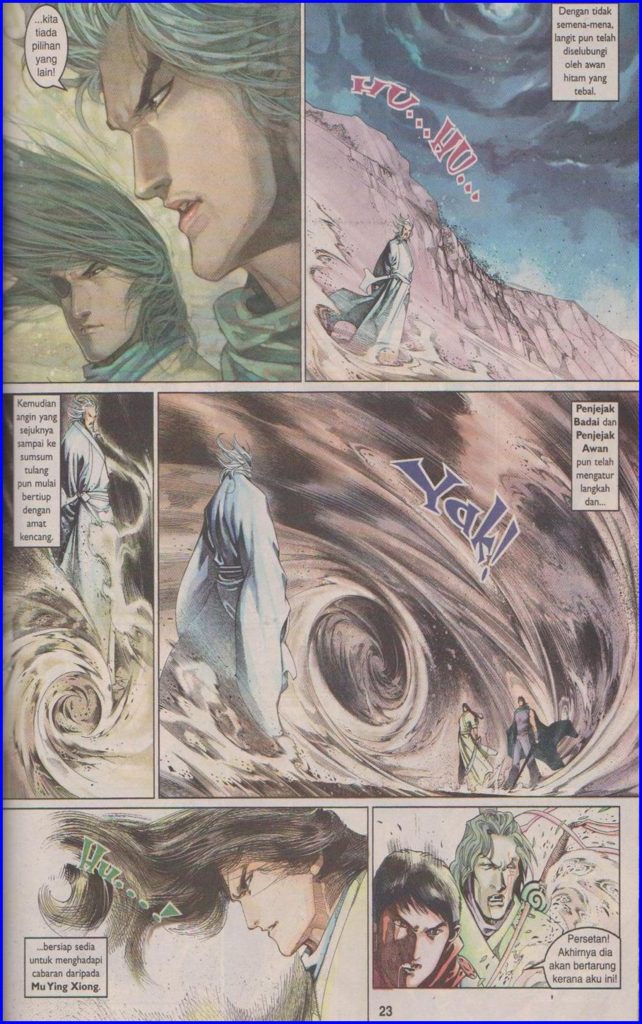 ...kita
tiada
pilihan
yang
lain!
Dengan tidak
semena-mena,
langit pun telah
diselubungi
oleh awan
hitam yang
tebal.
HU...HU...
Kemudian
angin yang
sejuknya
sampai ke
sumsum
tulang
pun mulai
bertiup
dengan
amat
kencang.
Penjejak
Badai dan
Penjejak
Awan
pun telah
mengatur
langkah
dan...
Yak!
Hu....!
...bersiap sedia
untuk menghadapi
cabaran daripada
Mu Ying Xiong.
Persetan!
Akhirnya dia
akan bertarung
kerana aku ini!
23